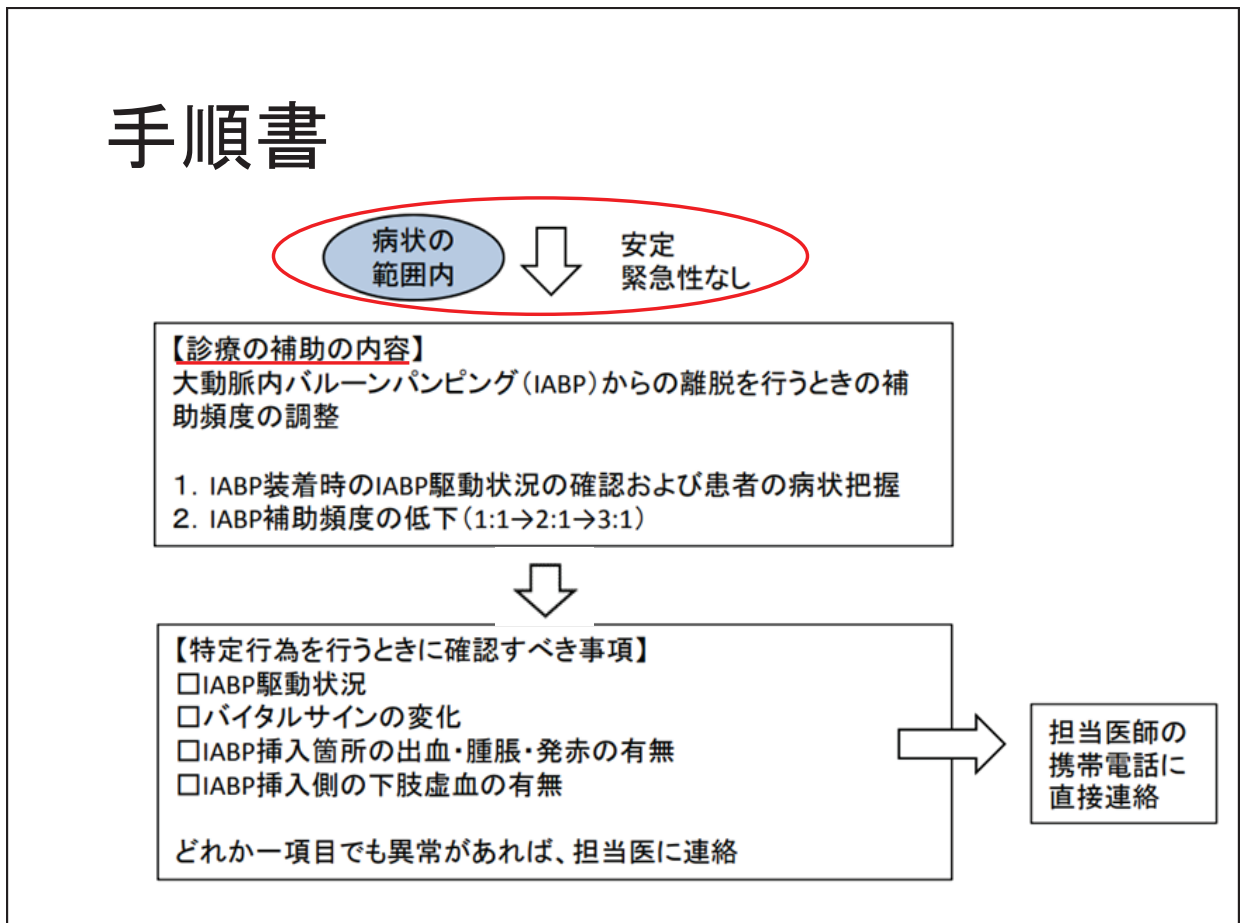 手順書
病状の
範囲内
安定
緊急性なし
【診療の補助の内容】
大動脈内バルーンパンピング(IABP)からの離脱を行うときの補
助頻度の調整
1. IABP装着時のIABP駆動状況の確認および患者の病状把握
2. IABP補助頻度の低下(1:1→2:1→3:1)
【特定行為を行うときに確認すべき事項】
□IABP駆動状況
□バイタルサインの変化
□IABP挿入箇所の出血・腫脹・発赤の有無
□IABP挿入側の下肢虚血の有無
どれか一項目でも異常があれば、担当医に連絡
担当医師の
携帯電話に
直接連絡